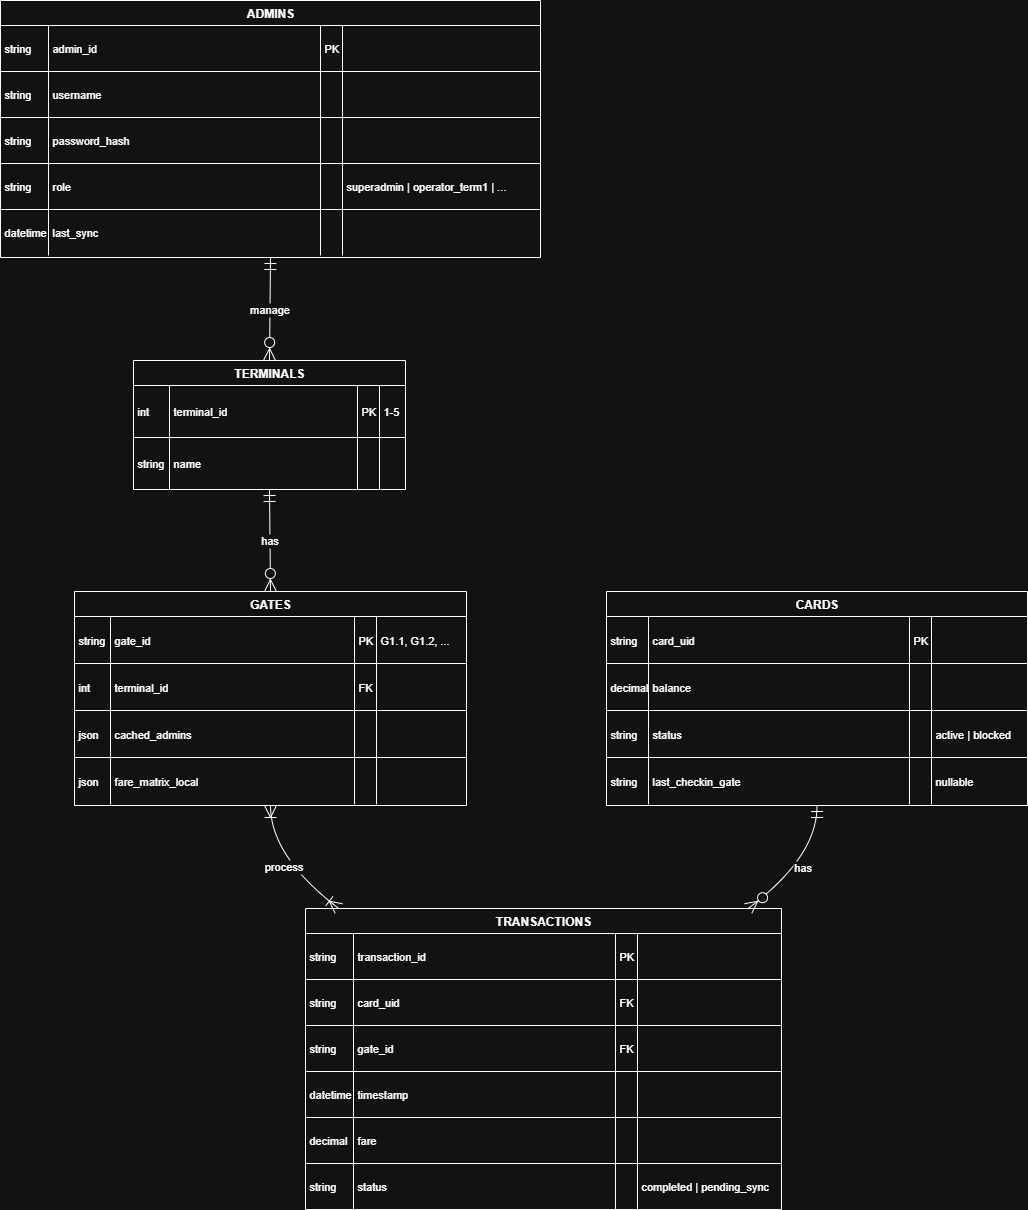 ADMINS
string admin_id PK
string username
string password_hash
string role superadmin | operator_term1 | ...
datetime last_sync
manage
TERMINALS
int terminal_id PK 1-5
string name
has
GATES
string gate_id PK G1.1, G1.2, ...
int terminal_id FK
json cached_admins
json fare_matrix_local
CARDS
string card_uid PK
decimal balance
string status active | blocked
string last_checkin_gate nullable
process
has
TRANSACTIONS
string transaction_id PK
string card_uid FK
string gate_id FK
datetime timestamp
decimal fare
string status completed | pending_sync